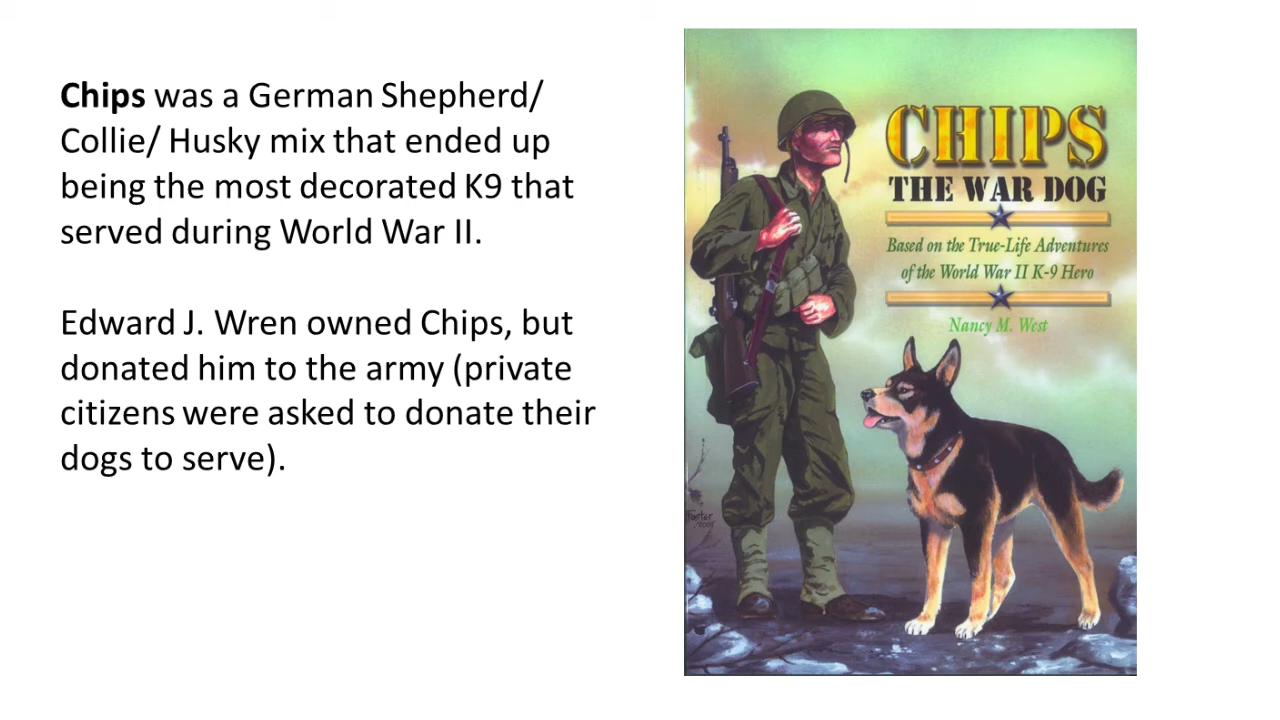 Chips was a German Shepherd/
Collie/ Husky mix that ended up
being the most decorated K9 that
served during World War II.
Edward J. Wren owned Chips, but
donated him to the army (private
citizens were asked to donate their
dogs to serve).
CHIPS
THE WAR DOG
Based on the True-Life Adventures
of the World War II K-9 Hero
Nancy M. West
Foster